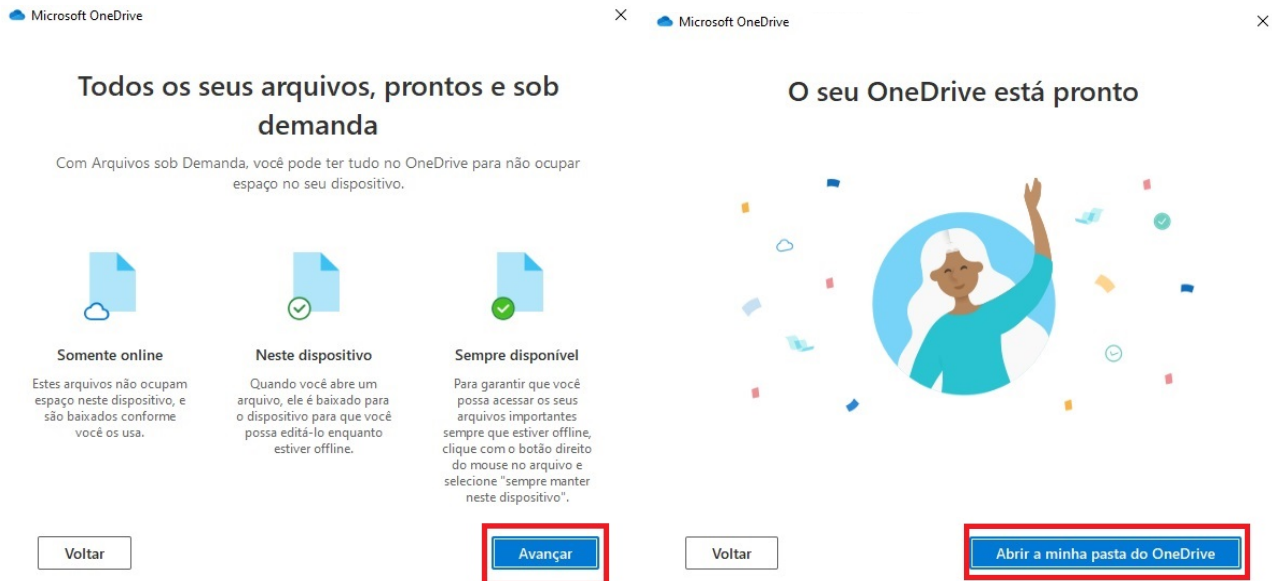 Microsoft OneDrive
Todos os seus arquivos, prontos e sob
demanda
Com Arquivos sob Demanda, você pode ter tudo no OneDrive para não ocupar
espaço no seu dispositivo.
Somente online
Estes arquivos não ocupam
espaço neste dispositivo, e
são baixados conforme
você os usa.
Neste dispositivo
Quando você abre um
arquivo, ele é baixado para
o dispositivo para que você
possa editá-lo enquanto
estiver offline.
Sempre disponível
Para garantir que você
possa acessar os seus
arquivos importantes
sempre que estiver offline,
clique com o botão direito
do mouse no arquivo e
selecione "sempre manter
neste dispositivo".
Voltar
Avançar
Microsoft OneDrive
O seu OneDrive está pronto
Voltar
Abrir a minha pasta do OneDrive